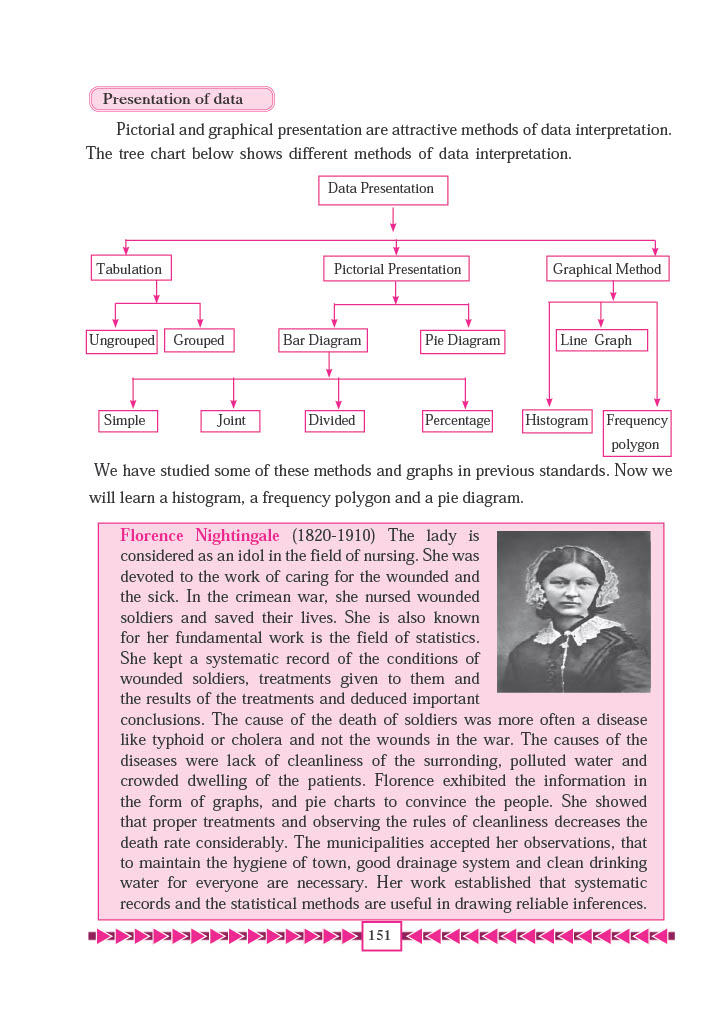 Presentation of data
Pictorial and graphical presentation are attractive methods of data interpretation.
The tree chart below shows different methods of data interpretation.
Data Presentation
Tabulation
Pictorial Presentation
Graphical Method
Ungrouped
Grouped
Bar Diagram
Pie Diagram
Line Graph
Simple
Joint
Divided
Percentage
Histogram
Frequency
polygon
We have studied some of these methods and graphs in previous standards. Now we
will learn a histogram, a frequency polygon and a pie diagram.
Florence Nightingale (1820-1910) The lady is
considered as an idol in the field of nursing. She was
devoted to the work of caring for the wounded and
the sick. In the crimean war, she nursed wounded
soldiers and saved their lives. She is also known
for her fundamental work is the field of statistics.
She kept a systematic record of the conditions of
wounded soldiers, treatments given to them and
the results of the treatments and deduced important
conclusions. The cause of the death of soldiers was more often a disease
like typhoid or cholera and not the wounds in the war. The causes of the
diseases were lack of cleanliness of the surronding, polluted water and
crowded dwelling of the patients. Florence exhibited the information in
the form of graphs, and pie charts to convince the people. She showed
that proper treatments and observing the rules of cleanliness decreases the
death rate considerably. The municipalities accepted her observations, that
to maintain the hygiene of town, good drainage system and clean drinking
water for everyone are necessary. Her work established that systematic
records and the statistical methods are useful in drawing reliable inferences.
151